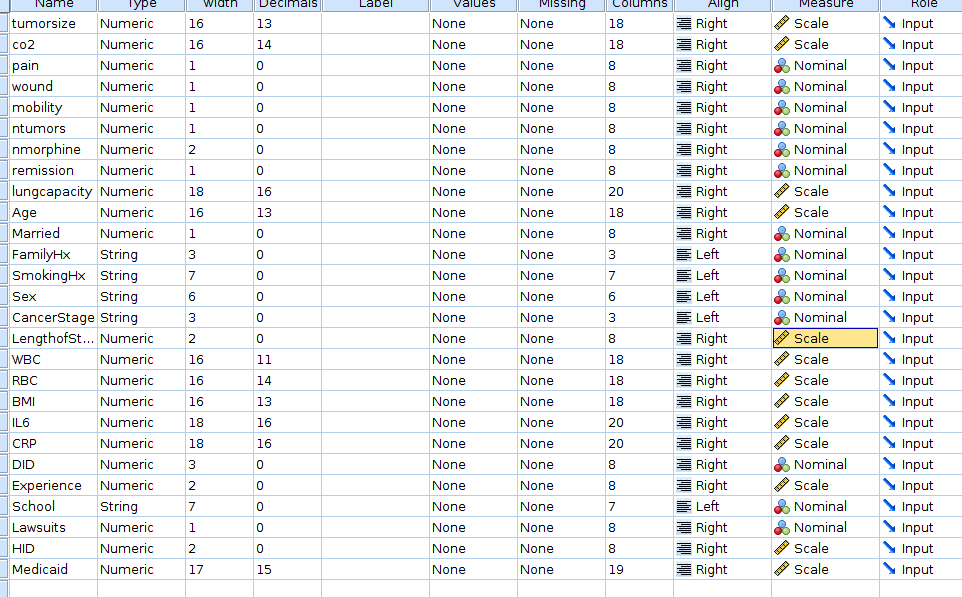 Name Type Width Decimals Label Values Missing Columns Align Measure Role
tumorsize Numeric 16 13 None None 18 Right Scale Input
co2 Numeric 16 14 None None 18 Right Scale Input
pain Numeric 1 0 None None 8 Right Nominal Input
wound Numeric 1 0 None None 8 Right Nominal Input
mobility Numeric 1 0 None None 8 Right Nominal Input
ntumors Numeric 1 0 None None 8 Right Nominal Input
nmorphine Numeric 2 0 None None 8 Right Nominal Input
remission Numeric 1 0 None None 8 Right Nominal Input
lungcapacity Numeric 18 16 None None 20 Right Scale Input
Age Numeric 16 13 None None 18 Right Scale Input
Married Numeric 1 0 None None 8 Right Nominal Input
FamilyHx String 3 0 None None 3 Left Nominal Input
SmokingHx String 7 0 None None 7 Left Nominal Input
Sex String 6 0 None None 6 Left Nominal Input
CancerStage String 3 0 None None 3 Left Nominal Input
LengthofSt... Numeric 2 0 None None 8 Right Scale Input
WBC Numeric 16 11 None None 18 Right Scale Input
RBC Numeric 16 14 None None 18 Right Scale Input
BMI Numeric 16 13 None None 18 Right Scale Input
IL6 Numeric 18 16 None None 20 Right Scale Input
CRP Numeric 18 16 None None 20 Right Scale Input
DID Numeric 3 0 None None 8 Right Nominal Input
Experience Numeric 2 0 None None 8 Right Scale Input
School String 7 0 None None 7 Left Nominal Input
Lawsuits Numeric 1 0 None None 8 Right Nominal Input
HID Numeric 2 0 None None 8 Right Scale Input
Medicaid Numeric 17 15 None None 19 Right Scale Input